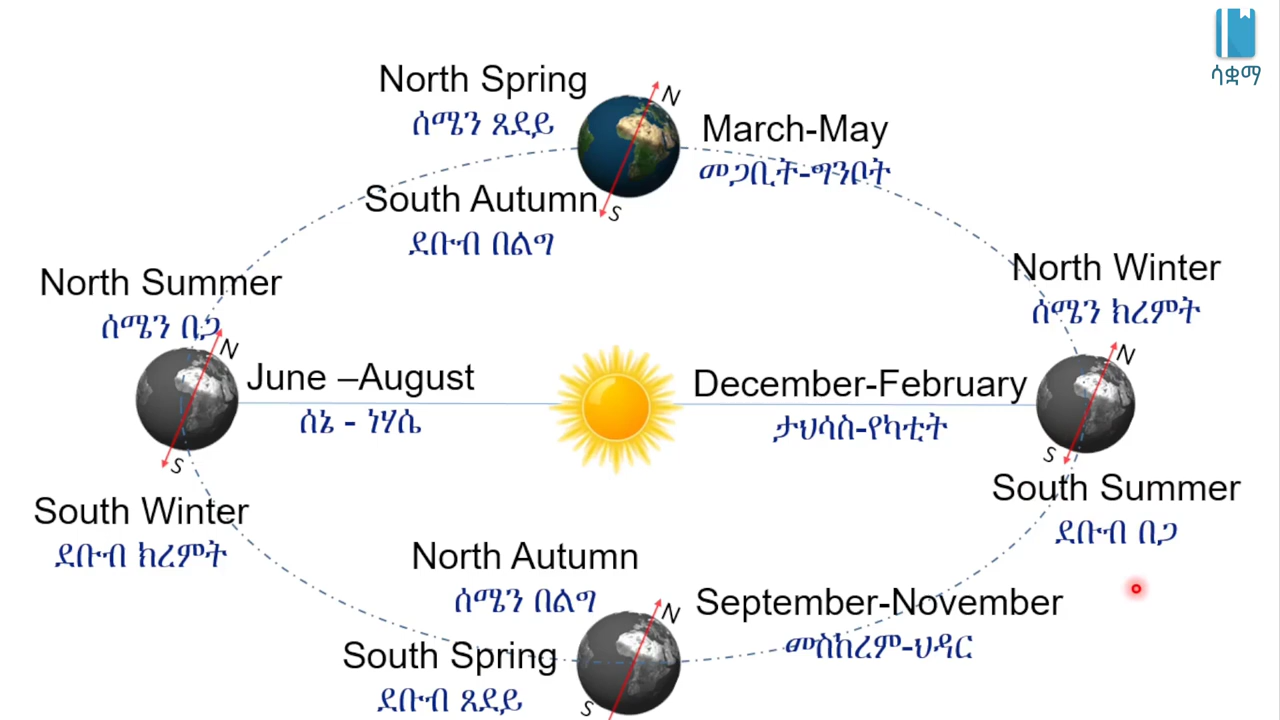 ሳቋማ
North Spring
ሰሜን ጸደይ
N
March-May
መጋቢት-ግንቦት
South Autumn
S
ደቡብ በልግ
North Summer
ሰሜን በጋ
N
June –August
ሰኔ - ነሃሴ
S
South Winter
ደቡብ ክረምት
North Winter
ሰሜን ክረምት
N
December-February
ታህሳስ-የካቲት
S
South Summer
ደቡብ በጋ
North Autumn
ሰሜን በልግ
N
September-November
መስከረም-ህዳር
South Spring
ደቡብ ጸደይ
S